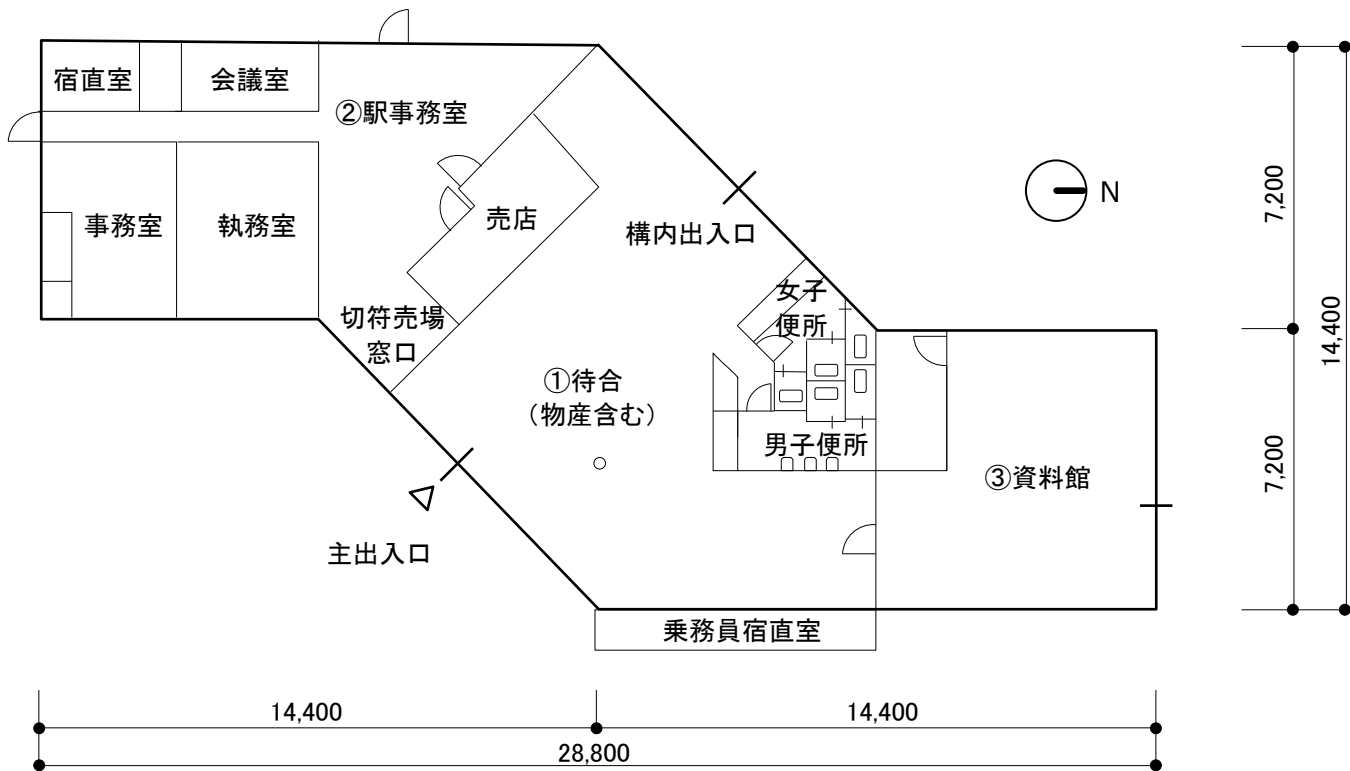 宿直室
会議室
②駅事務室
事務室
執務室
売店
構内出入口
N
7,200
14,400
7,200
女子
便所
切符売場
窓口
①待合
(物産含む)
男子便所
③資料館
主出入口
乗務員宿直室
14,400
14,400
28,800